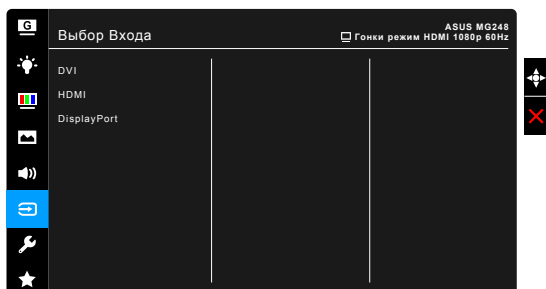 G
ASUS MG248
Выбор Входа
Гонки режим HDMI 1080p 60Hz
DVI
HDMI
DisplayPort